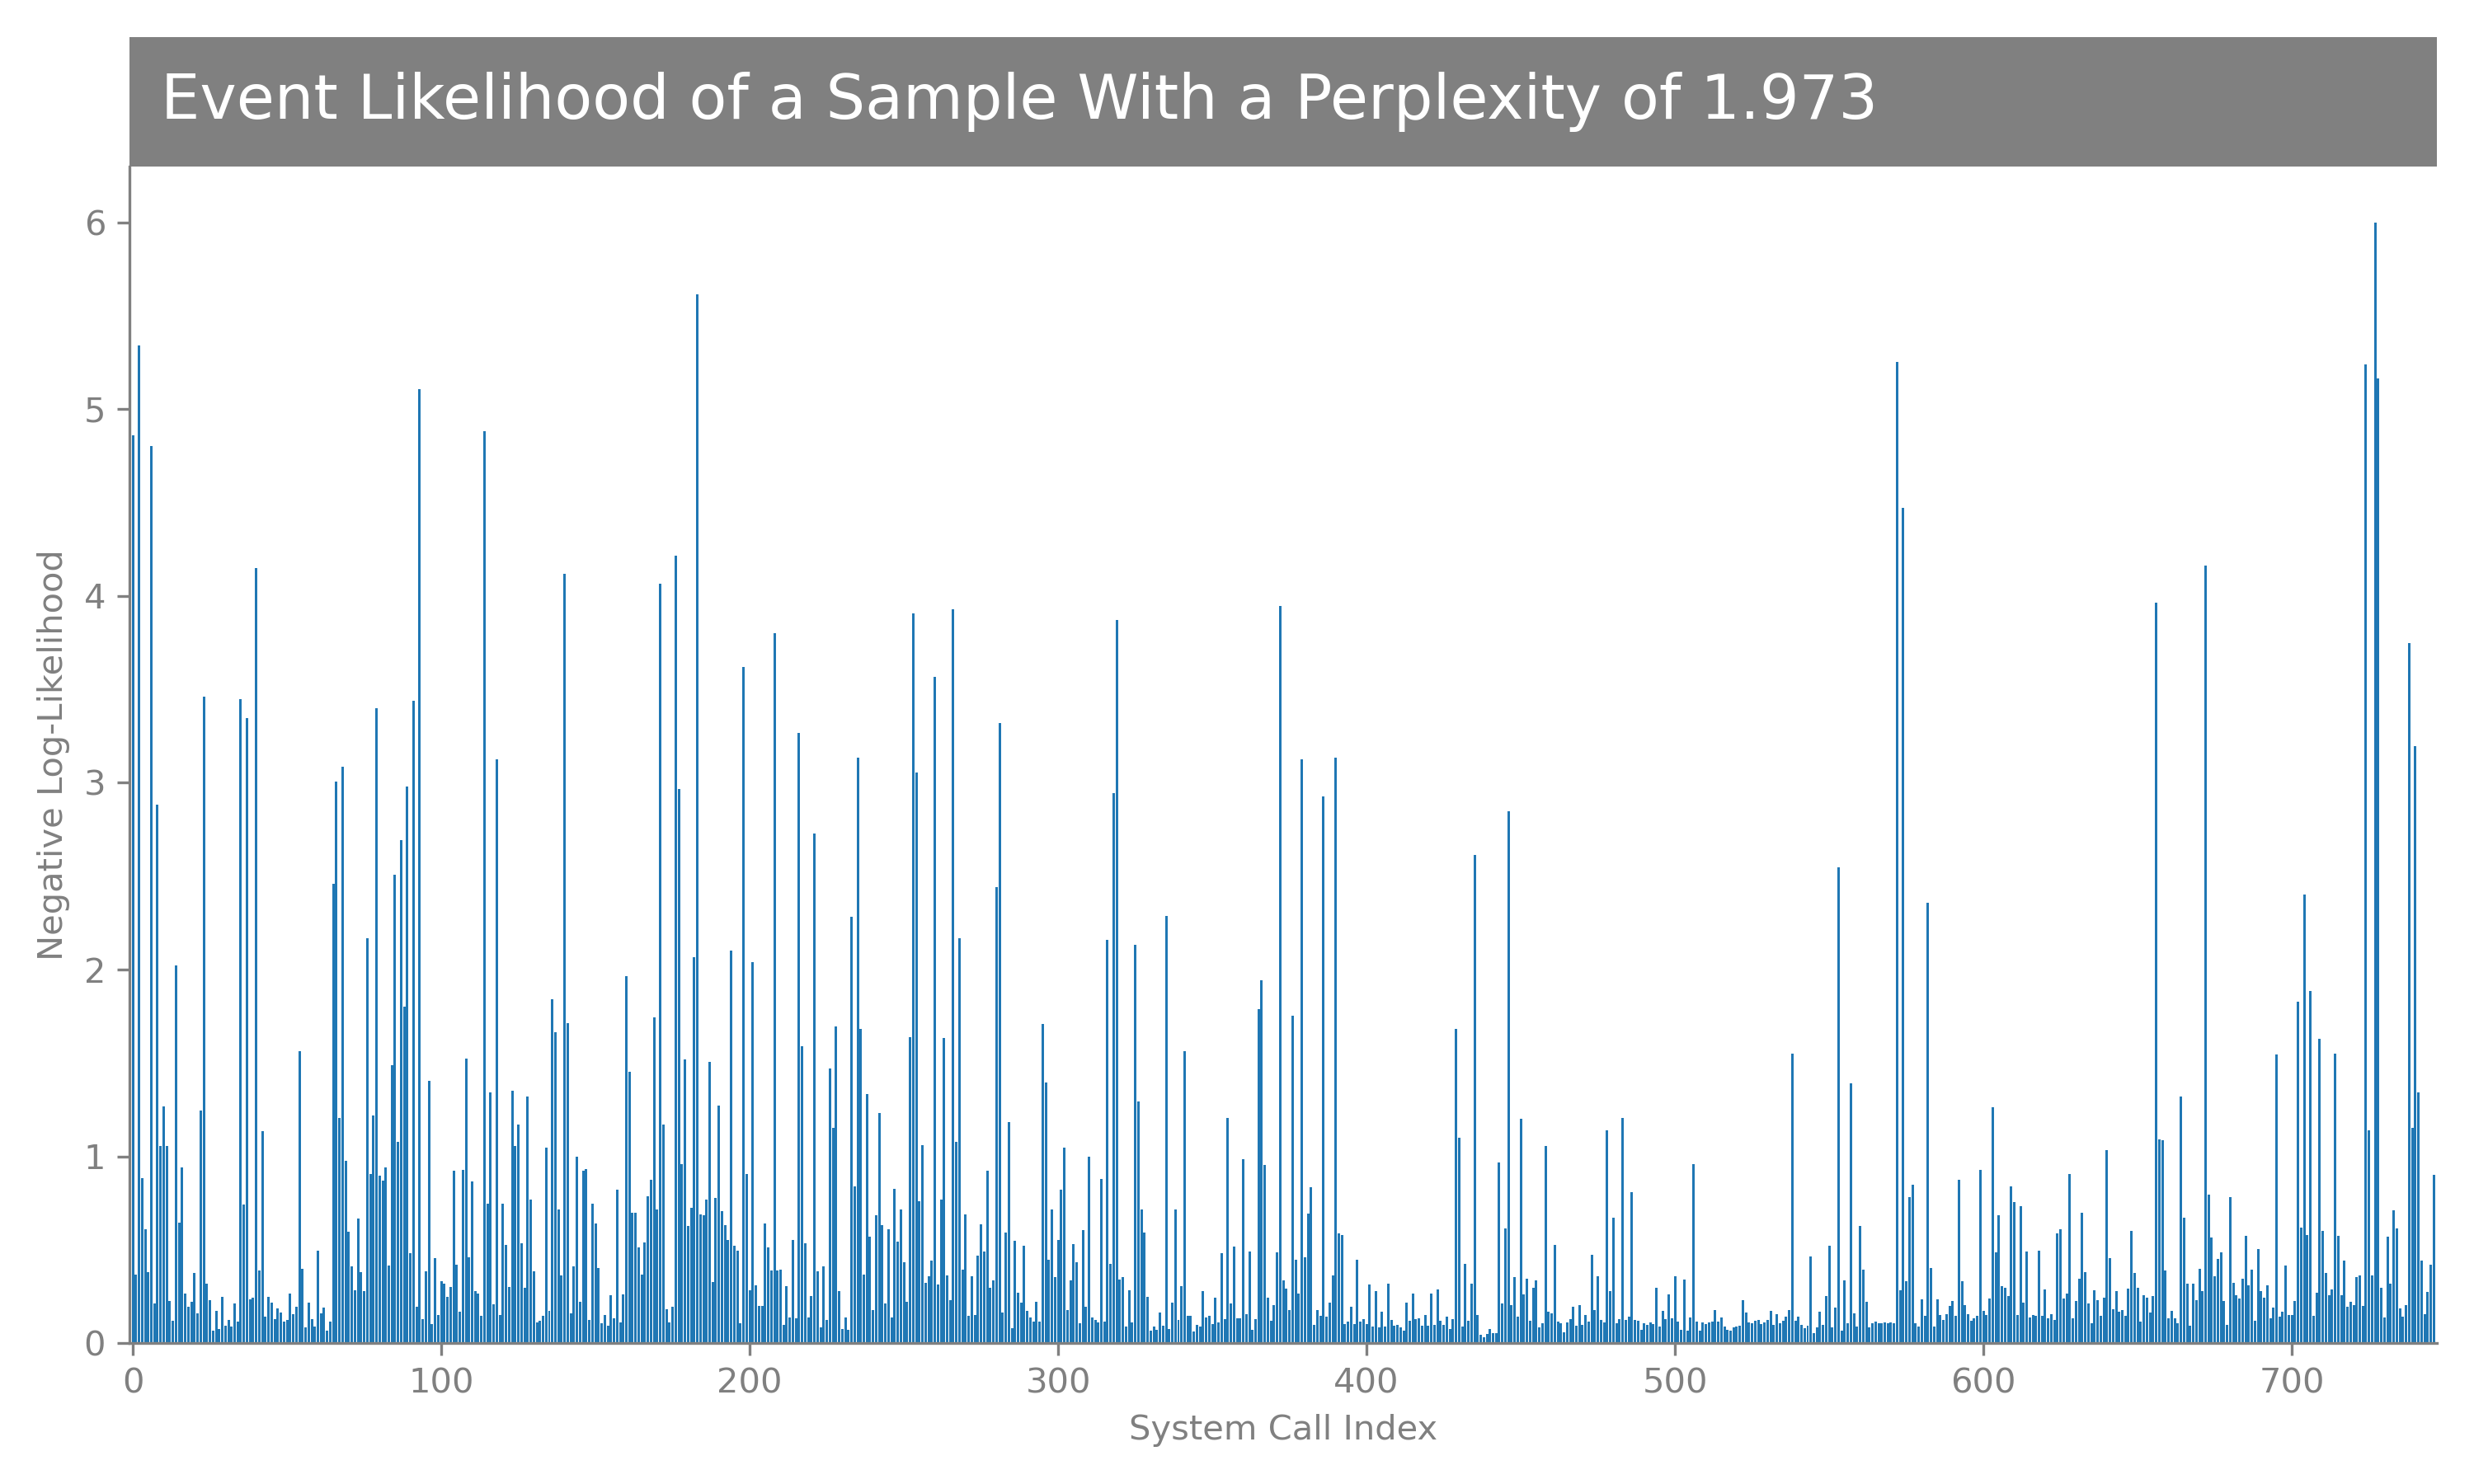 Event Likelihood of a Sample With a Perplexity of 1.973
6
5
4
3
2
1
0
Negative Log-Likelihood
0 100 200 300 400 500 600 700
System Call Index